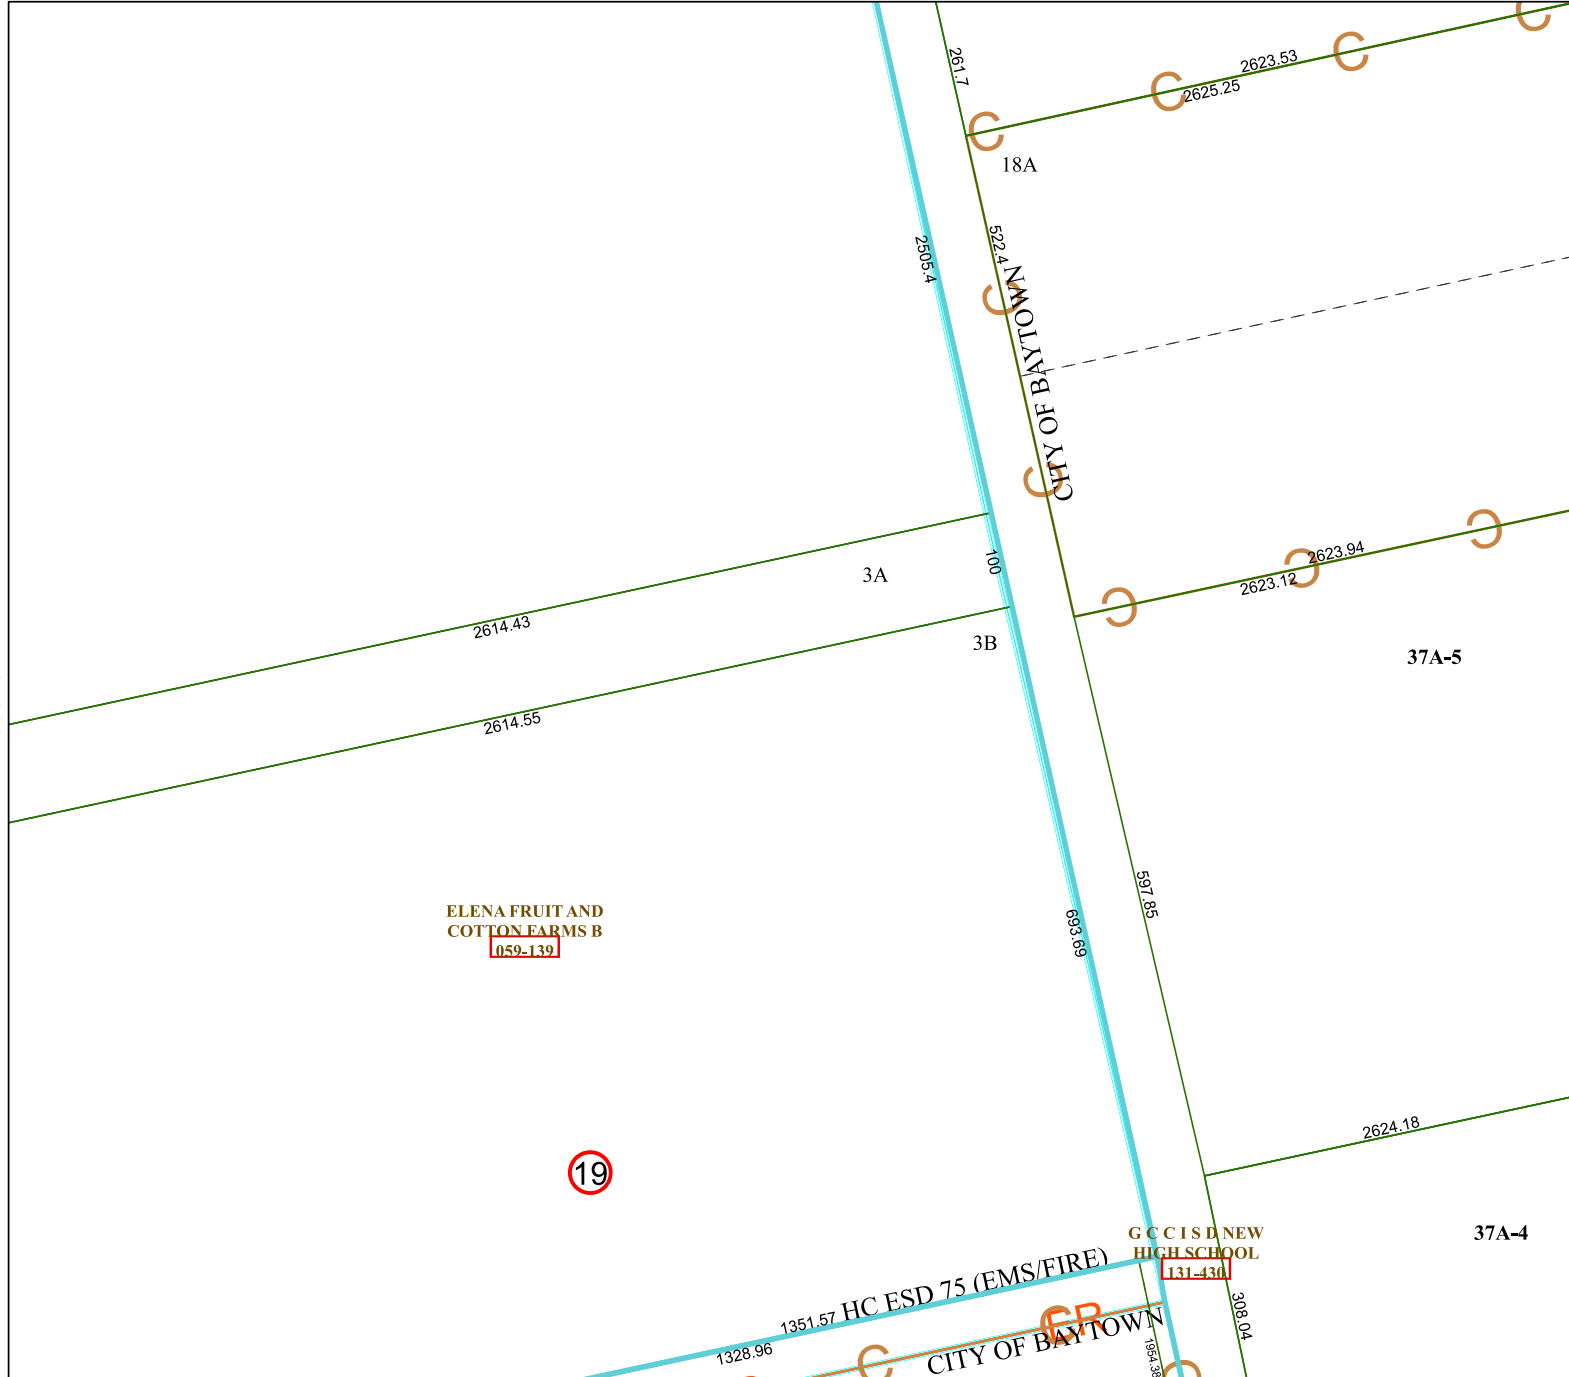 261.7
2623.53
2625.25
C
C
C
C
18A
522.4
2505.4
C
CITY OF BAYTOWN
C
100
3A
2623.94
2623.12
C
C
C
2614.43
3B
37A-5
2614.55
597.85
693.69
ELENA FRUIT AND
COTTON FARMS B
059-139
2624.18
19
G C C I S D NEW
HIGH SCHOOL
131-430
37A-4
HC ESD 75 (EMS/FIRE)
1351.57
308.04
CR
1328.96
CITY OF BAYTOWN
C
1954.38
C